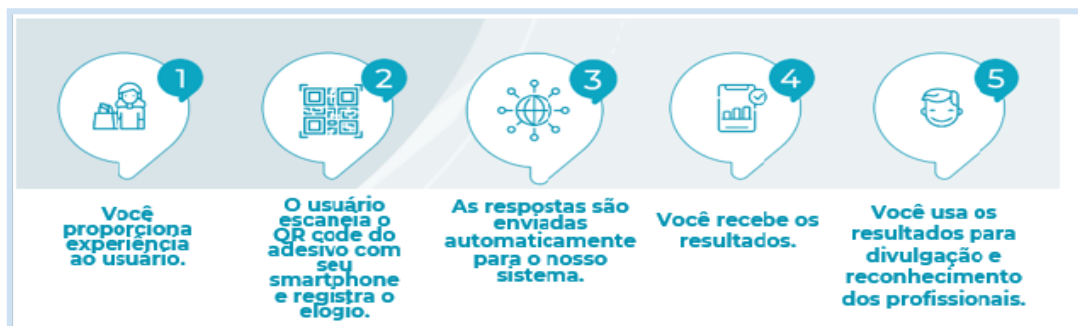 1
Você
proporciona
experiência
ao usuário.
2
O usuário
escaneia o
QR code do
adesivo com
seu
smartphone
e registra o
elogio.
3
As respostas são
enviadas
automaticamente
para o nosso
sistema.
4
Você recebe os
resultados.
5
Você usa os
resultados para
divulgação e
reconhecimento
dos profissionais.